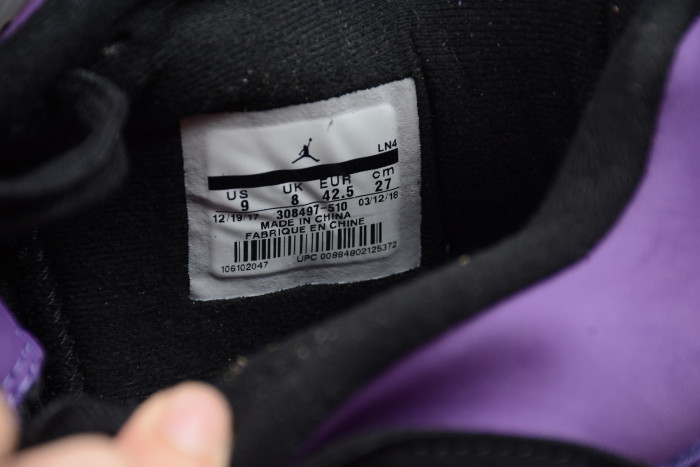 LN4
US UK EUR cm
9 8 42.5 27
12/19/17 308497-510 03/12/18
MADE IN CHINA
FABRIQUE EN CHINE
106102047 UPC 00884802125372